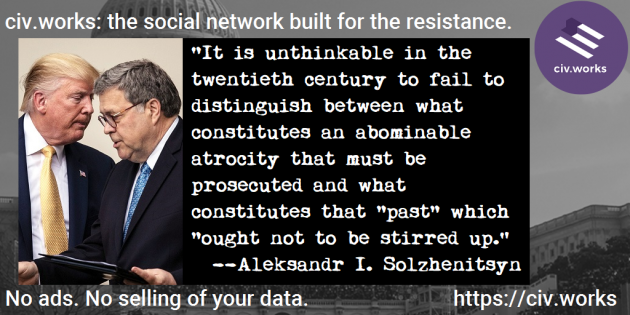 civ.works: the social network built for the resistance.
civ.works
"It is unthinkable in the
twentieth century to fail to
distinguish between what
constitutes an abominable
atrocity that must be
prosecuted and what
constitutes that "past" which
"ought not to be stirred up."
--Aleksandr I. Solzhenitsyn
No ads. No selling of your data.
https://civ.works